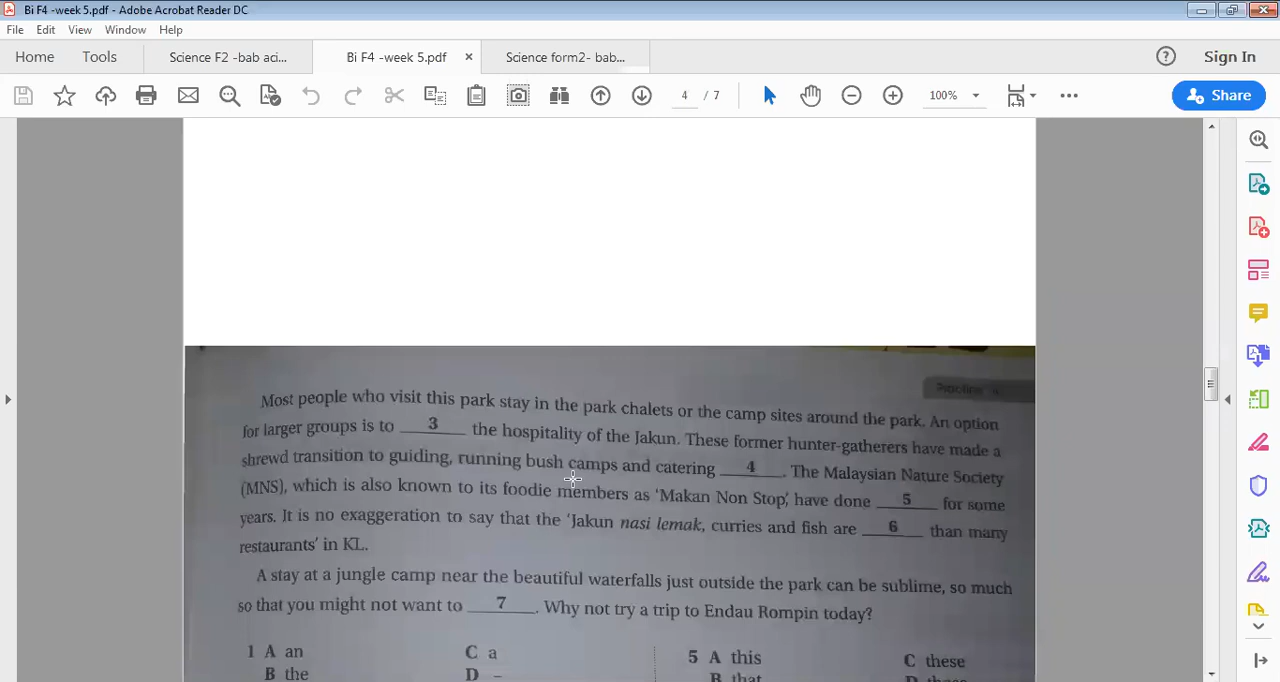 Bi F4 -week 5.pdf - Adobe Acrobat Reader DC
File Edit View Window Help
Home Tools Science F2 -bab aci... Bi F4 -week 5.pdf × Science form2- bab... Sign In
4 / 7 100% Share
Most people who visit this park stay in the park chalets or the camp sites around the park. An option
for larger groups is to 3 the hospitality of the Jakun. These former hunter-gatherers have made a
shrewd transition to guiding, running bush camps and catering 4 . The Malaysian Nature Society
(MNS), which is also known to its foodie members as 'Makan Non Stop', have done 5 for some
years. It is no exaggeration to say that the 'Jakun nasi lemak, curries and fish are 6 than many
restaurants' in KL.
A stay at a jungle camp near the beautiful waterfalls just outside the park can be sublime, so much
so that you might not want to 7 . Why not try a trip to Endau Rompin today?
1 A an C a 5 A this C these
B the D – B that D those